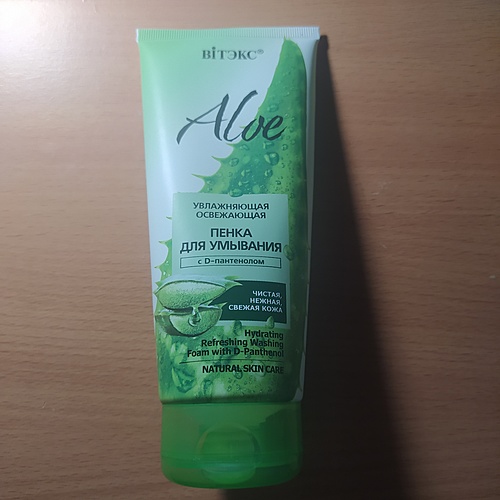 ВІТЭКС®
Aloe
УВЛАЖНЯЮЩАЯ
ОСВЕЖАЮЩАЯ
ПЕНКА
ДЛЯ УМЫВАНИЯ
с D-пантенолом
ЧИСТАЯ,
НЕЖНАЯ,
СВЕЖАЯ КОЖА
Hydrating
Refreshing Washing
Foam with D-Panthenol
NATURAL SKIN CARE